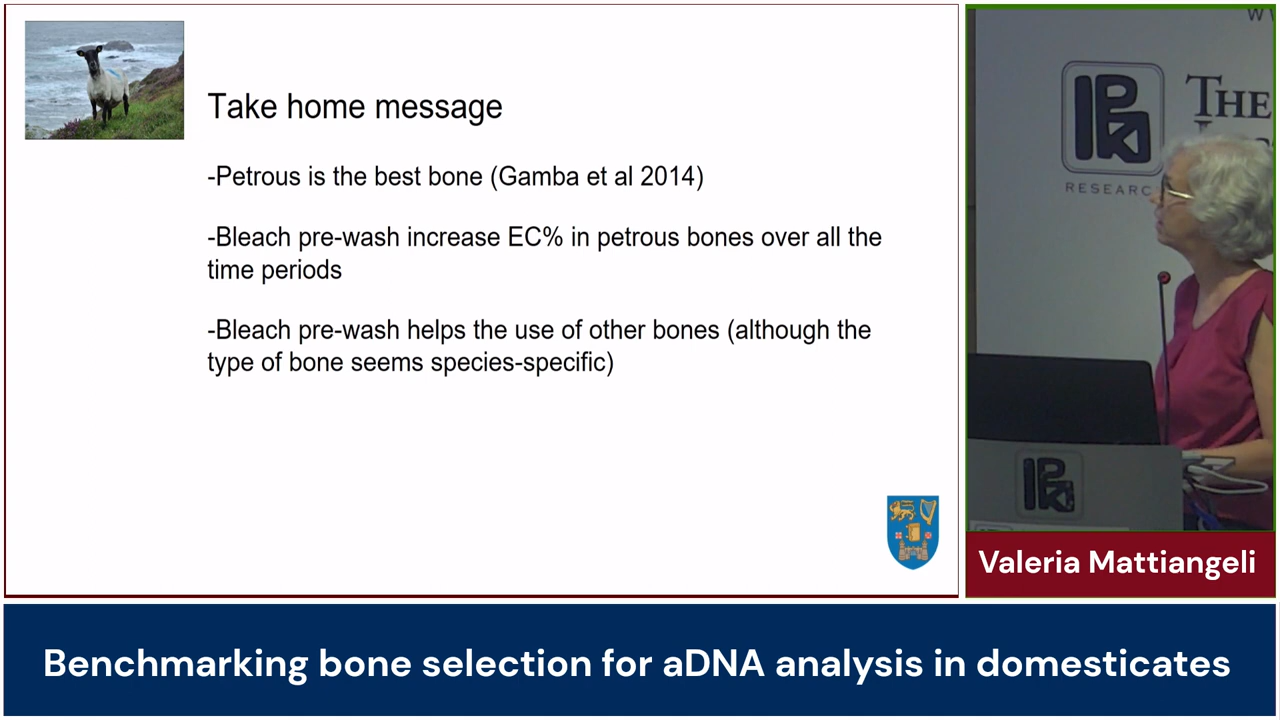 Take home message
-Petrous is the best bone (Gamba et al 2014)
-Bleach pre-wash increase EC% in petrous bones over all the
time periods
-Bleach pre-wash helps the use of other bones (although the
type of bone seems species-specific)
THE
RESEARC
Valeria Mattiangeli
Benchmarking bone selection for aDNA analysis in domesticates